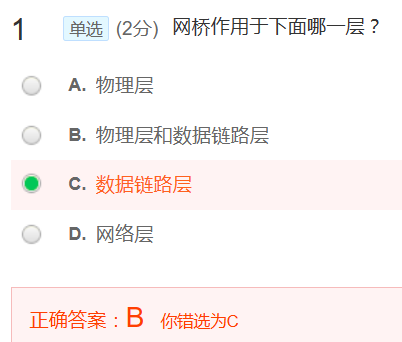 1 单选 (2分) 网桥作用于下面哪一层？
A. 物理层
B. 物理层和数据链路层
C. 数据链路层
D. 网络层
正确答案：B 你错选为C